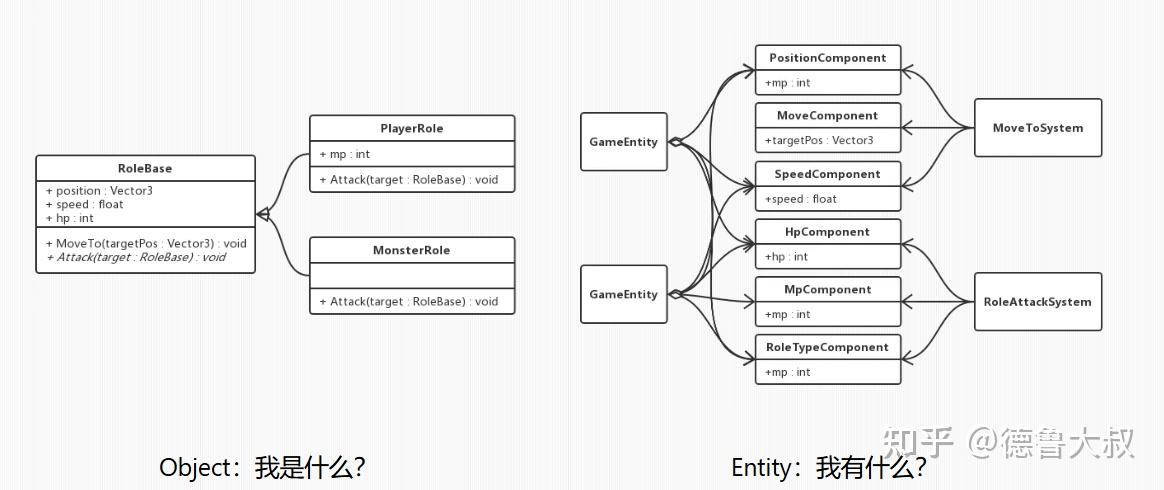 RoleBase
+ position : Vector3
+ speed : float
+ hp : int
+ MoveTo(targetPos : Vector3) : void
+ Attack(target : RoleBase) : void
PlayerRole
+ mp : int
+ Attack(target : RoleBase) : void
MonsterRole
+ Attack(target : RoleBase) : void
Object：我是什么？
GameEntity
GameEntity
PositionComponent
+mp : int
MoveComponent
+targetPos : Vector3
SpeedComponent
+speed : float
HpComponent
+hp : int
MpComponent
+mp : int
RoleTypeComponent
+mp : int
MoveToSystem
RoleAttackSystem
Entity：我有什么？
知乎 @德鲁大叔